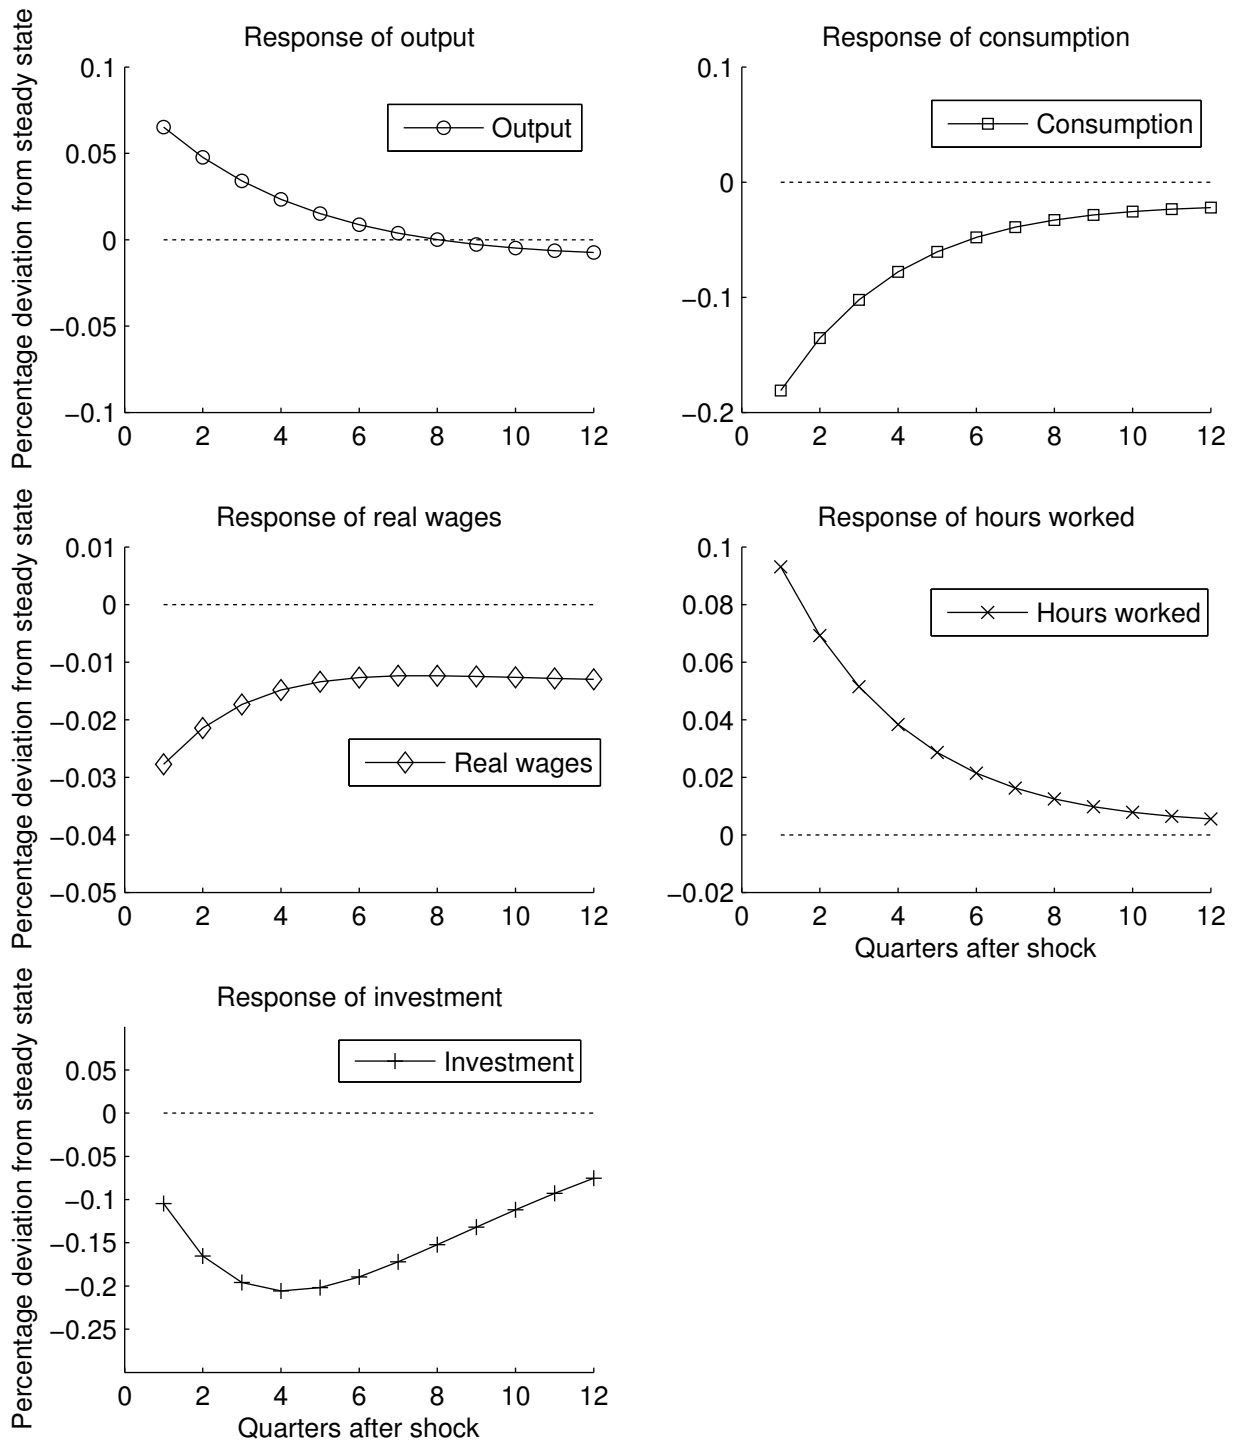 Response of output
Percentage deviation from steady state
0.1
0.05
0
−0.05
−0.1
0 2 4 6 8 10 12
Output
Response of consumption
0.1
0
−0.1
−0.2
0 2 4 6 8 10 12
Consumption
Response of real wages
Percentage deviation from steady state
0.01
0
−0.01
−0.02
−0.03
−0.04
−0.05
0 2 4 6 8 10 12
Real wages
Response of hours worked
0.1
0.08
0.06
0.04
0.02
0
−0.02
0 2 4 6 8 10 12
Hours worked
Quarters after shock
Response of investment
Percentage deviation from steady state
0.05
0
−0.05
−0.1
−0.15
−0.2
−0.25
0 2 4 6 8 10 12
Investment
Quarters after shock